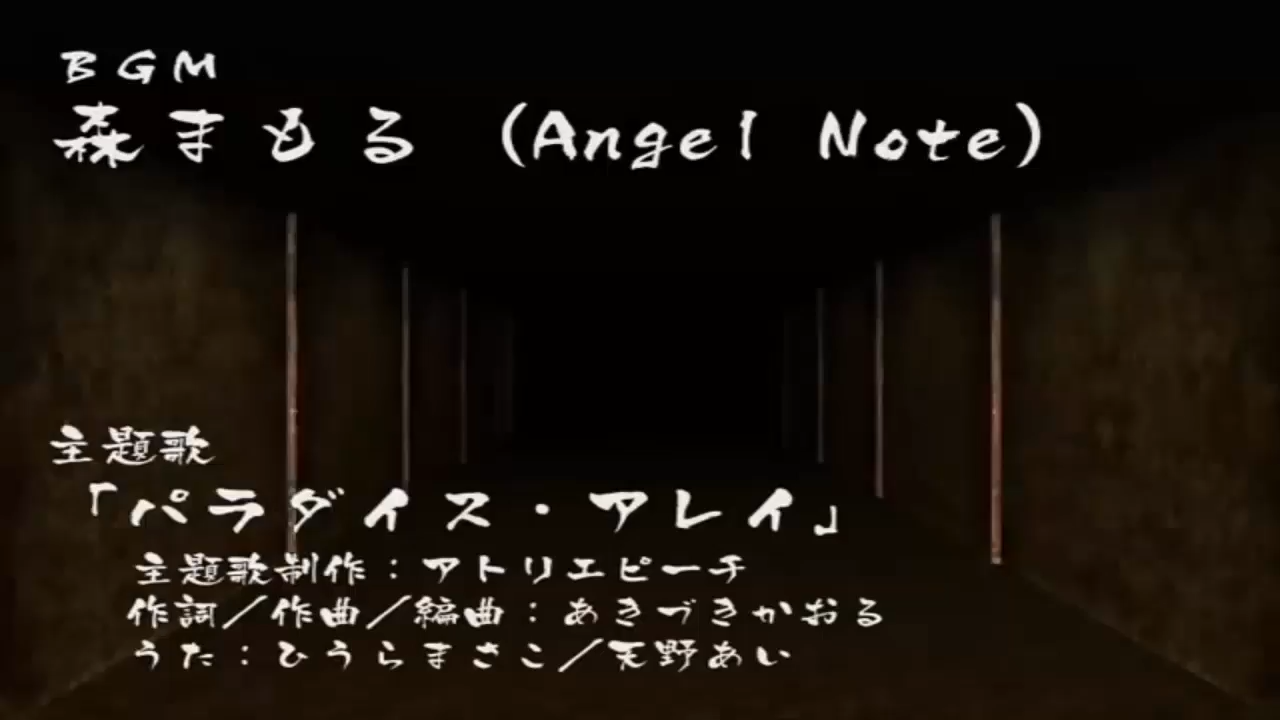 BGM
森まもる (Angel Note)
主題歌
「パラダイス・アレイ」
主題歌制作：アトリエピーチ
作詞／作曲／編曲：あきづきかおる
うた：ひうらまさこ／天野あい